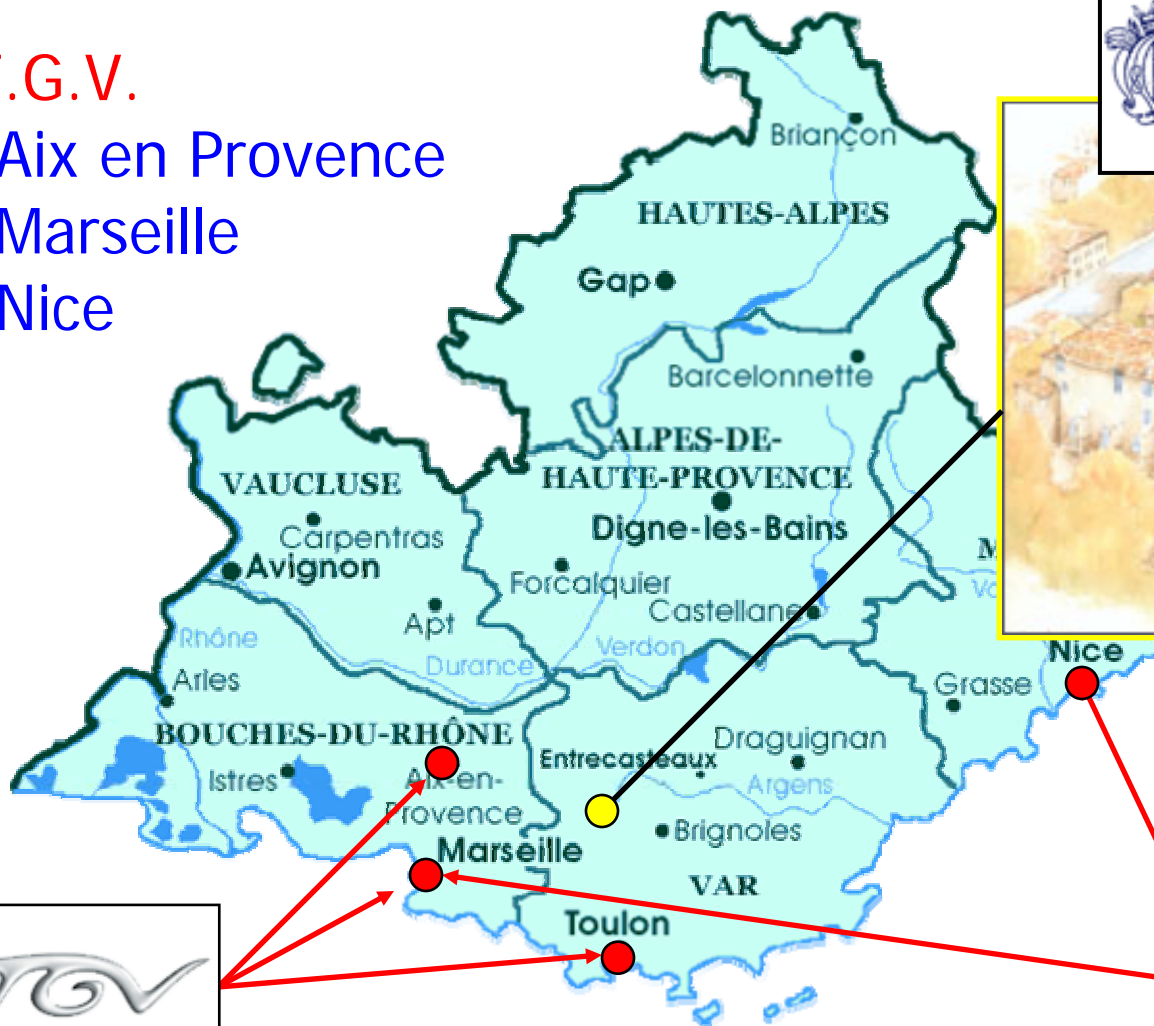 T.G.V.
Aix en Provence
Marseille
Nice
Briançon
HAUTES-ALPES
Gap
Barcelonnette
ALPES-DE-
HAUTE-PROVENCE
Digne-les-Bains
VAUCLUSE
Carpentras
Avignon
Forcalquier
Castellane
Apt
Rhône
Durance
Verdon
Nice
Arles
Grasse
BOUCHES-DU-RHÔNE
Entrecasteaux
Draguignan
Istres
Aix-en-
Provence
Argens
Brignoles
Marseille
VAR
Toulon
TGV